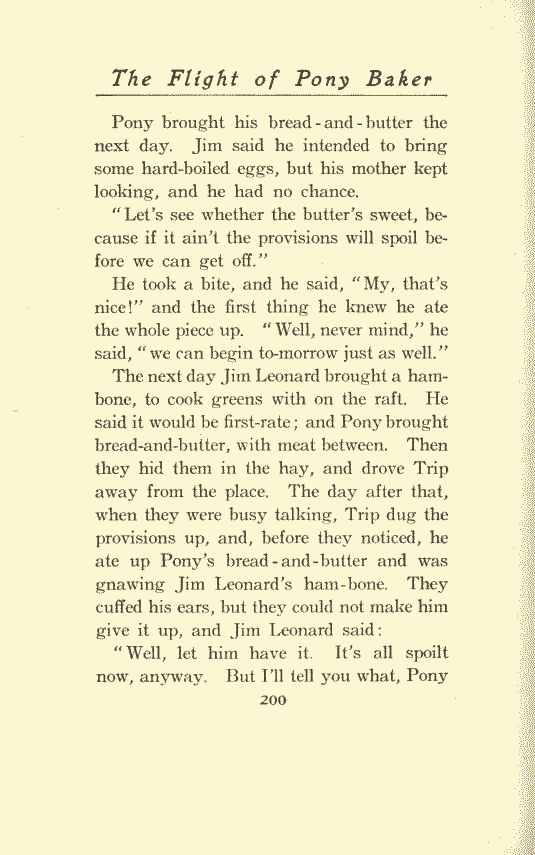 The Flight of Pony Baker
Pony brought his bread-and-butter the
next day. Jim said he intended to bring
some hard-boiled eggs, but his mother kept
looking, and he had no chance.
"Let's see whether the butter's sweet, be-
cause if it ain't the provisions will spoil be-
fore we can get off."
He took a bite, and he said, "My, that's
nice!" and the first thing he knew he ate
the whole piece up. "Well, never mind," he
said, "we can begin to-morrow just as well."
The next day Jim Leonard brought a ham-
bone, to cook greens with on the raft. He
said it would be first-rate; and Pony brought
bread-and-butter, with meat between. Then
they hid them in the hay, and drove Trip
away from the place. The day after that,
when they were busy talking, Trip dug the
provisions up, and, before they noticed, he
ate up Pony's bread-and-butter and was
gnawing Jim Leonard's ham-bone. They
cuffed his ears, but they could not make him
give it up, and Jim Leonard said:
"Well, let him have it. It's all spoilt
now, anyway. But I'll tell you what, Pony
200